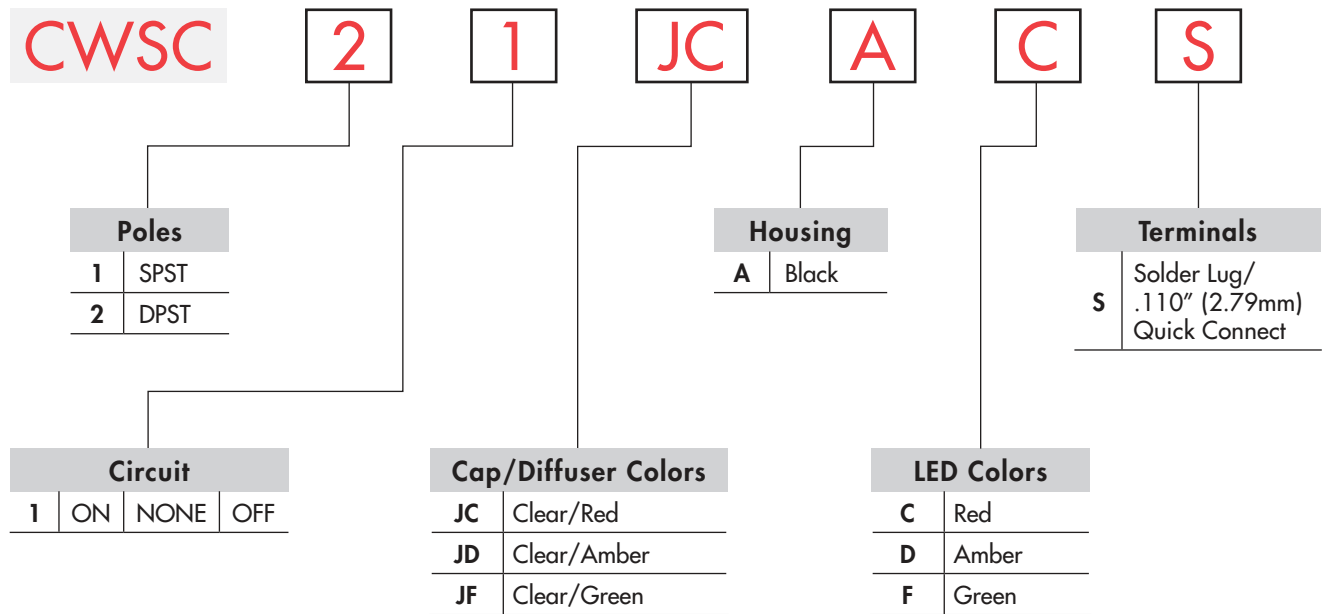 CWSC 2 1 JC A C S
Poles
1 SPST
2 DPST
Housing
A Black
Terminals
S Solder Lug/
.110” (2.79mm)
Quick Connect
Circuit
1 ON NONE OFF
Cap/Diffuser Colors
JC Clear/Red
JD Clear/Amber
JF Clear/Green
LED Colors
C Red
D Amber
F Green